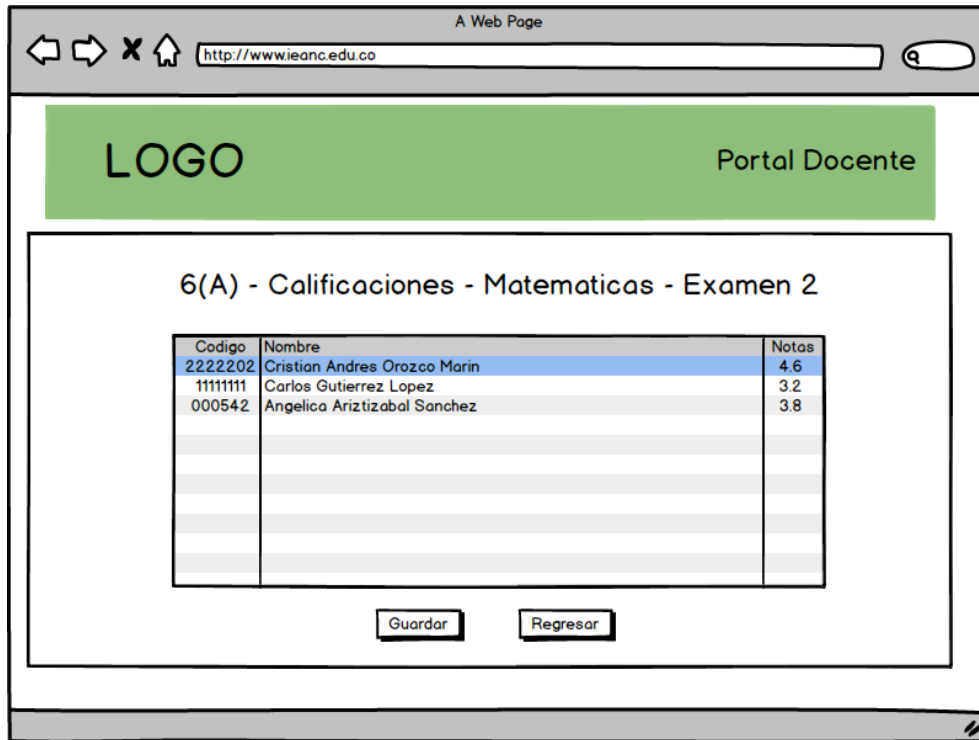 A Web Page
http://www.ieanc.edu.co
LOGO
Portal Docente
6(A) - Calificaciones - Matematicas - Examen 2
Codigo Nombre Notas
2222202 Cristian Andres Orozco Marin 4.6
11111111 Carlos Gutierrez Lopez 3.2
000542 Angelica Ariztizabal Sanchez 3.8
Guardar Regresar